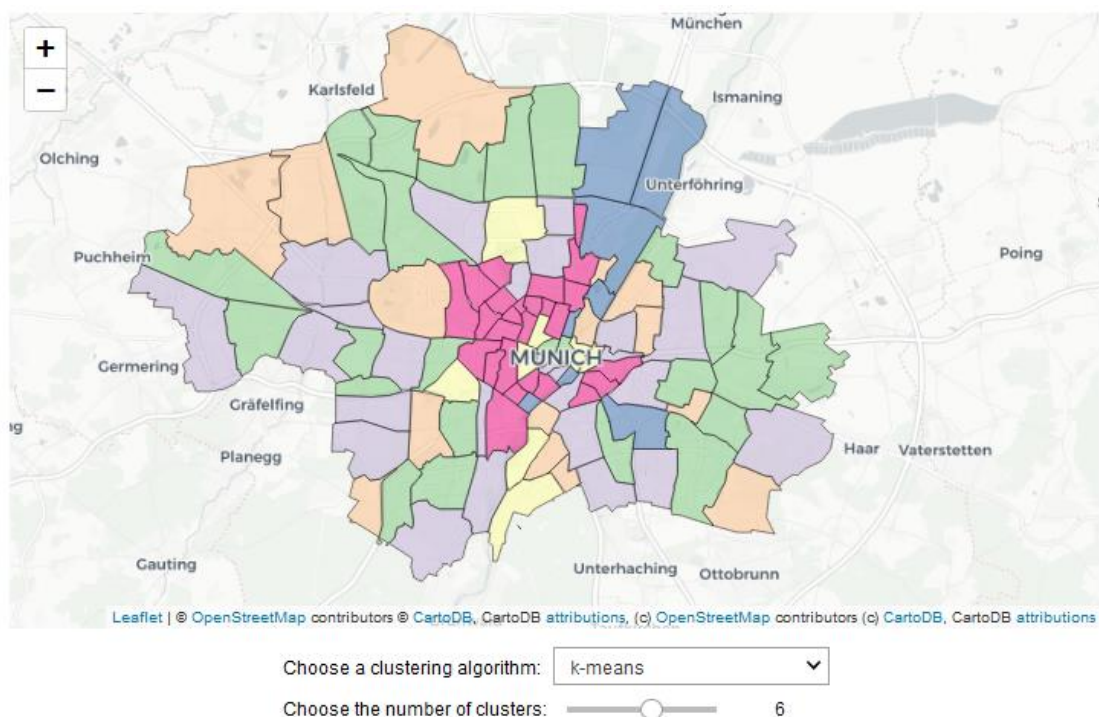 München
+
−
Karlsfeld
Ismaning
Olching
Unterföhring
Puchheim
Poing
MUNICH
Germering
Gräfelfing
Planegg
Haar
Vaterstetten
Gauting
Unterhaching
Ottobrunn
Leaflet | © OpenStreetMap contributors © CartoDB, CartoDB attributions, (c) OpenStreetMap contributors (c) CartoDB, CartoDB attributions
Choose a clustering algorithm: k-means
Choose the number of clusters: 6